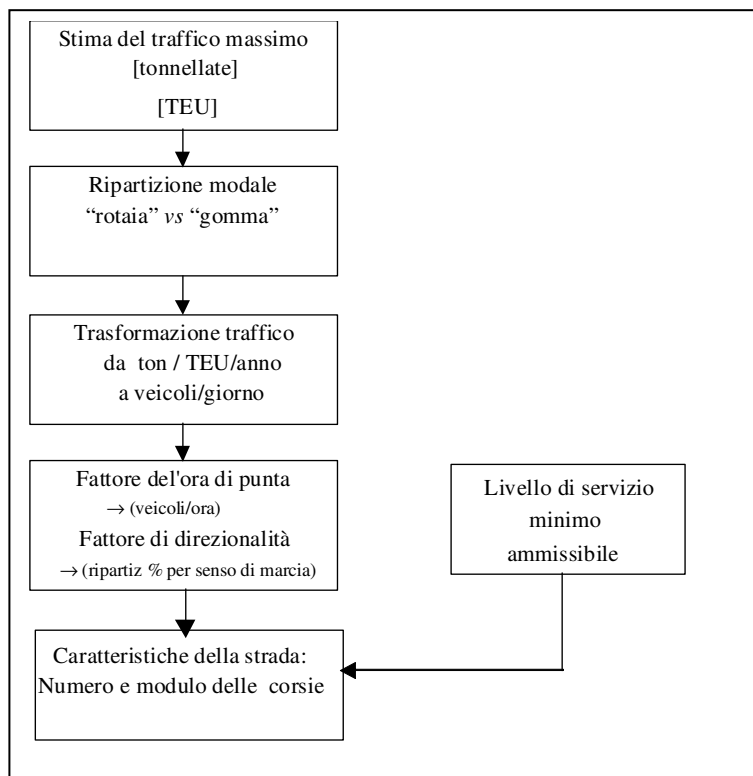 Stima del traffico massimo
[tonnellate]
[TEU]
Ripartizione modale
“rotaia” vs “gomma”
Trasformazione traffico
da ton / TEU/anno
a veicoli/giorno
Fattore del'ora di punta
→ (veicoli/ora)
Fattore di direzionalità
→ (ripartiz % per senso di marcia)
Livello di servizio
minimo
ammissibile
Caratteristiche della strada:
Numero e modulo delle corsie